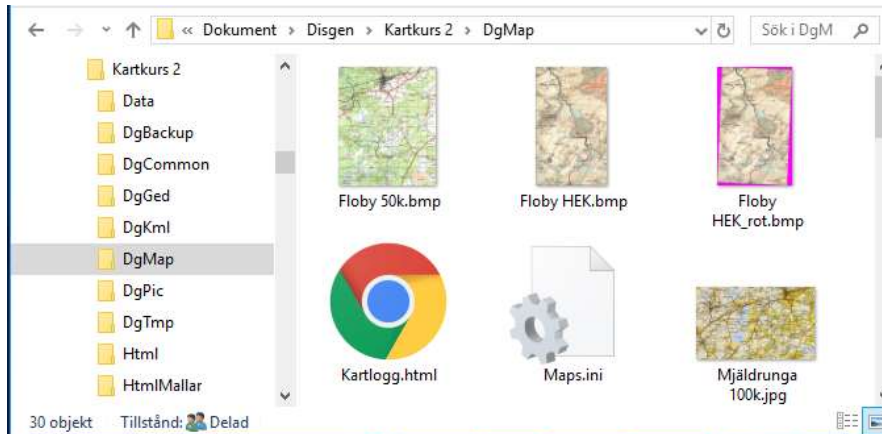 « Dokument > Disgen > Kartkurs 2 > DgMap
Sök i DgM
Kartkurs 2
Data
DgBackup
DgCommon
DgGed
DgKml
DgMap
DgPic
DgTmp
Html
HtmlMallar
Floby 50k.bmp
Floby HEK.bmp
Floby
HEK_rot.bmp
Kartlogg.html
Maps.ini
Mjäldrunga
100k.jpg
30 objekt Tillstånd: Delad